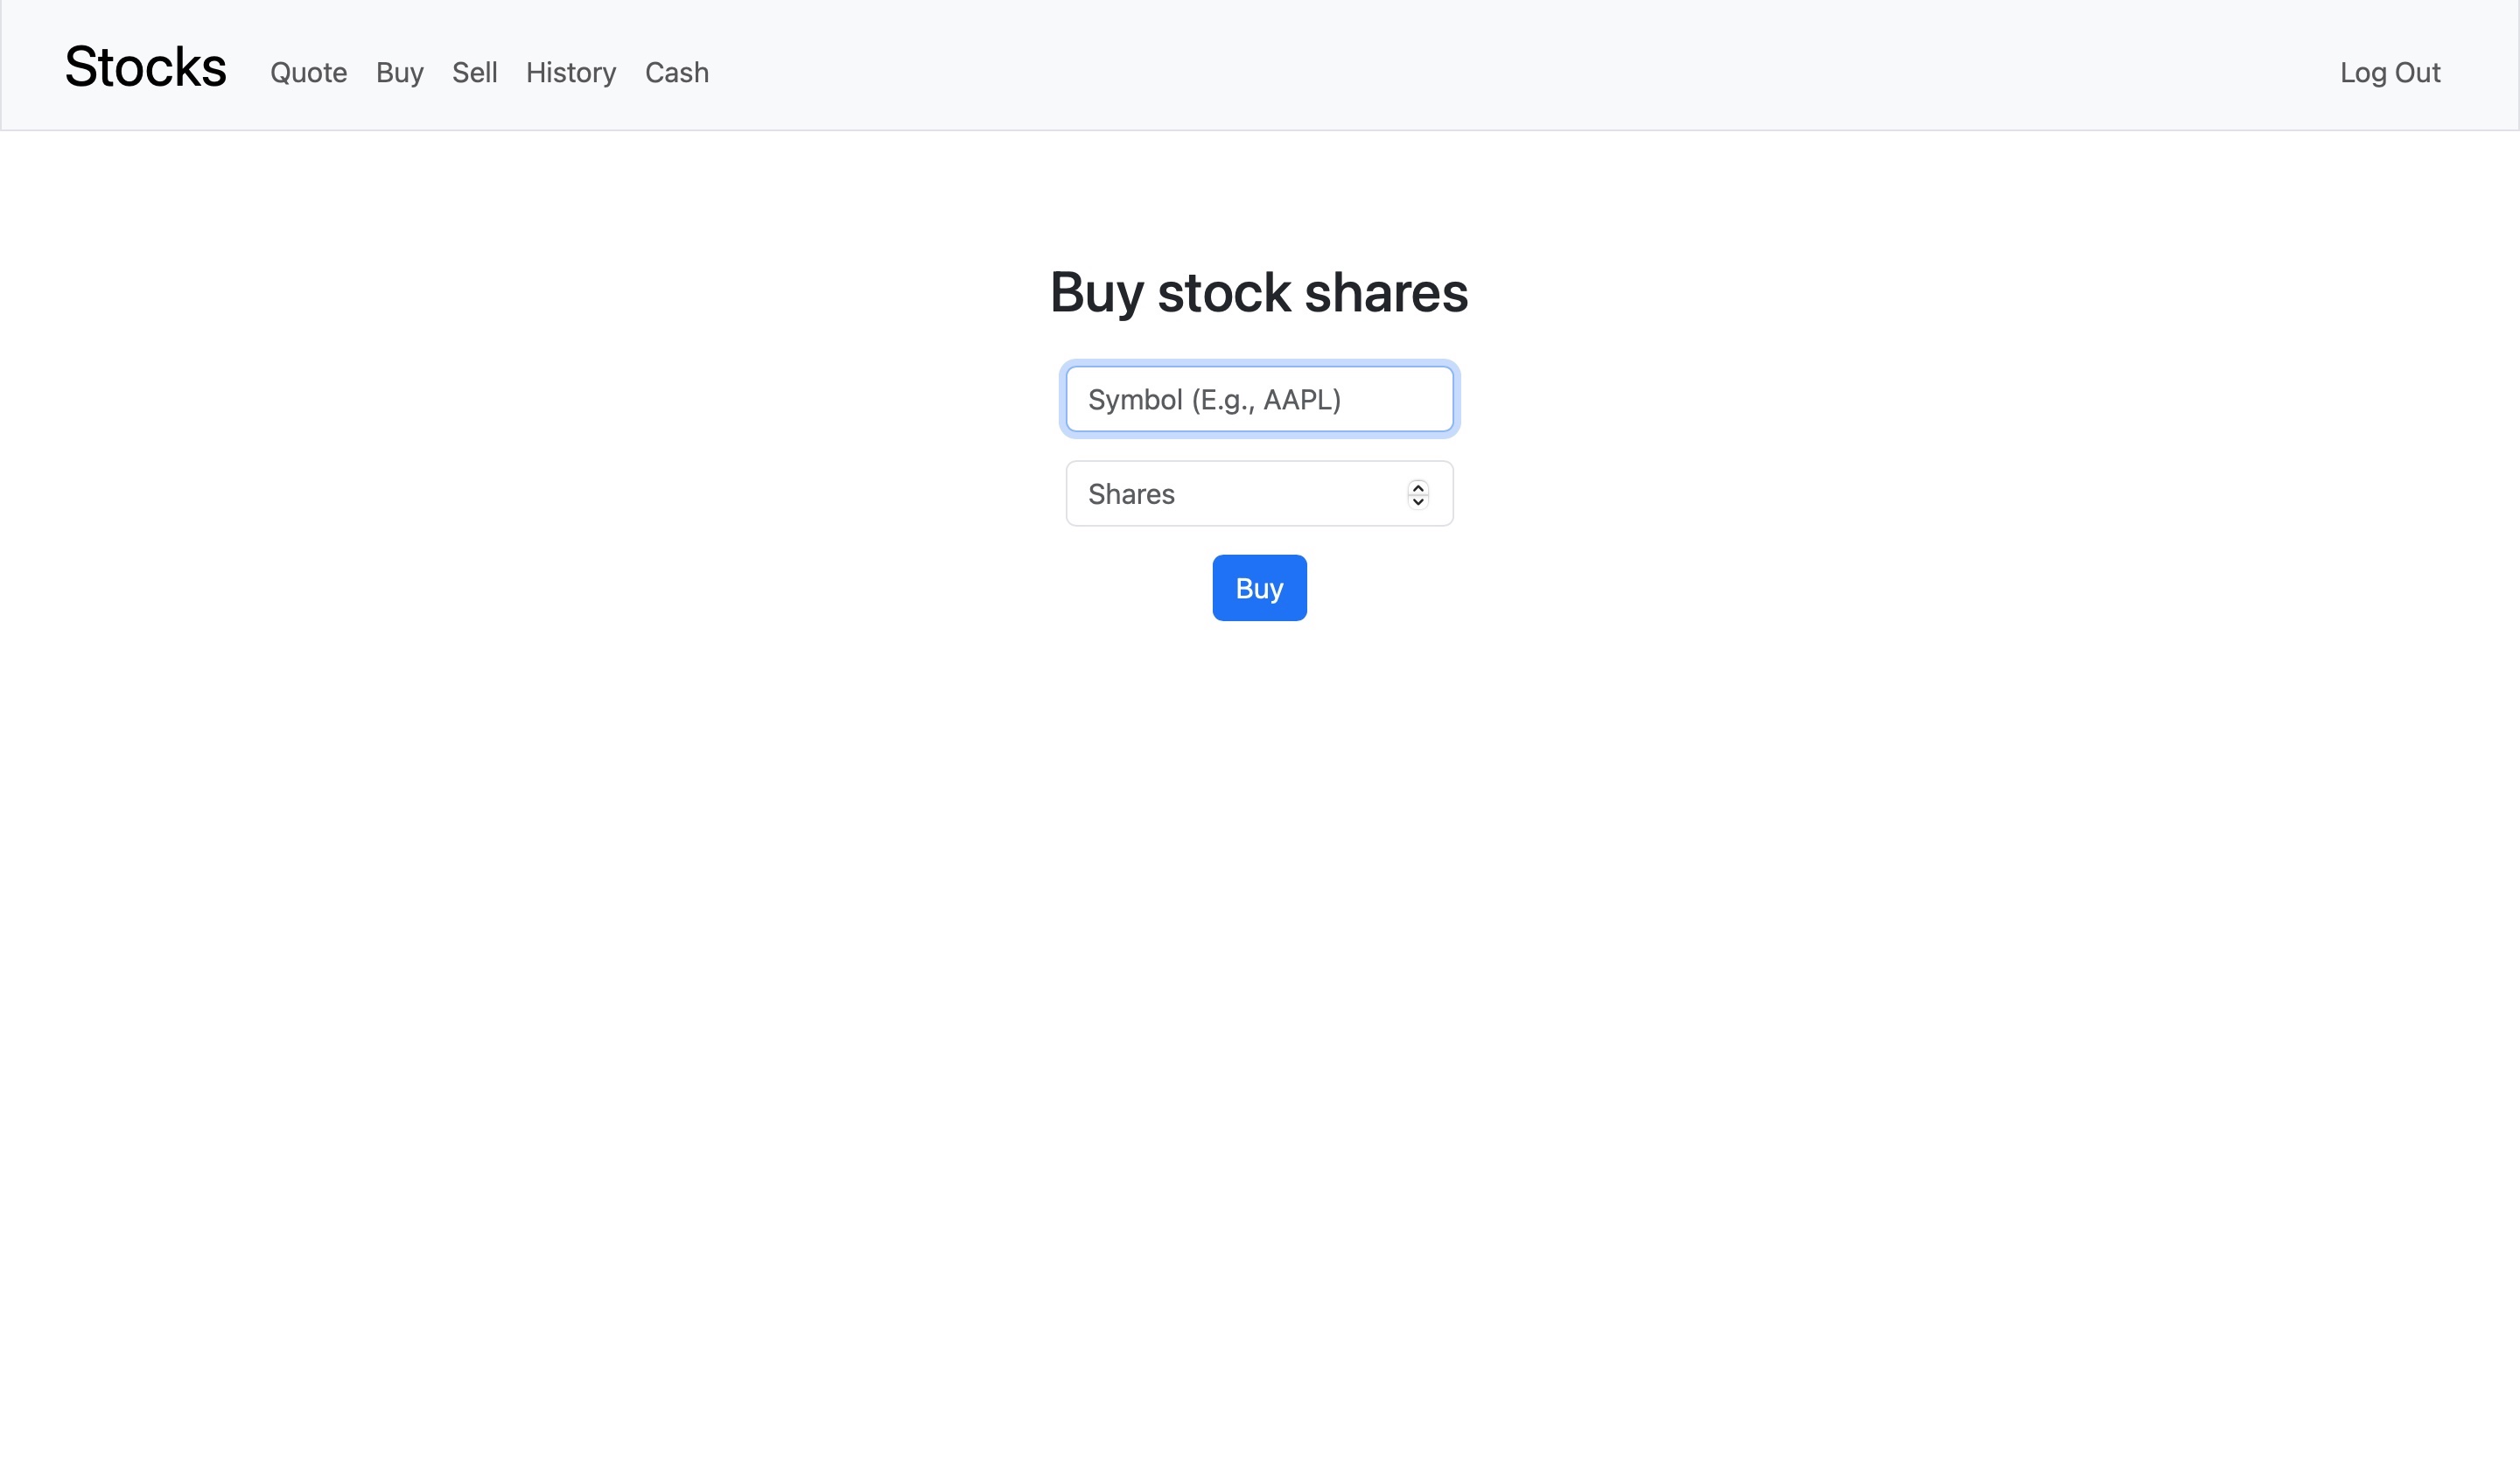 Stocks Quote Buy Sell History Cash Log Out
Buy stock shares
Symbol (E.g., AAPL)
Shares
Buy